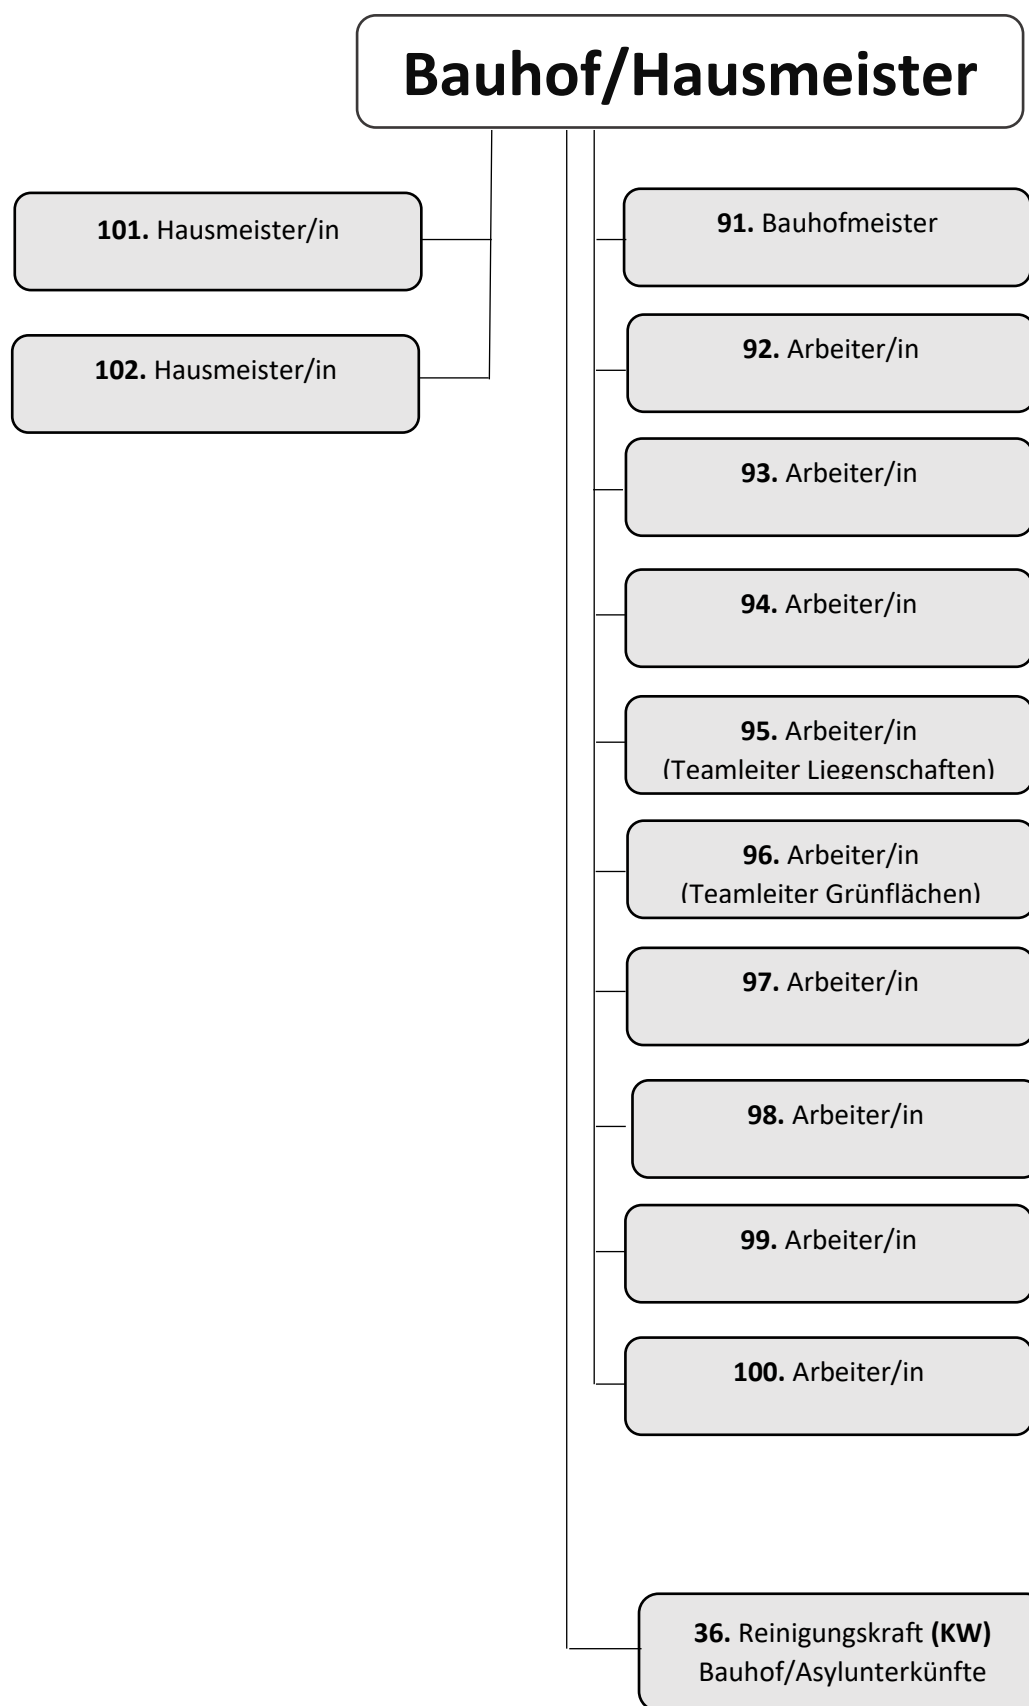 Bauhof/Hausmeister
101. Hausmeister/in
102. Hausmeister/in
91. Bauhofmeister
92. Arbeiter/in
93. Arbeiter/in
94. Arbeiter/in
95. Arbeiter/in
(Teamleiter Liegenschaften)
96. Arbeiter/in
(Teamleiter Grünflächen)
97. Arbeiter/in
98. Arbeiter/in
99. Arbeiter/in
100. Arbeiter/in
36. Reinigungskraft (KW)
Bauhof/Asylunterkünfte